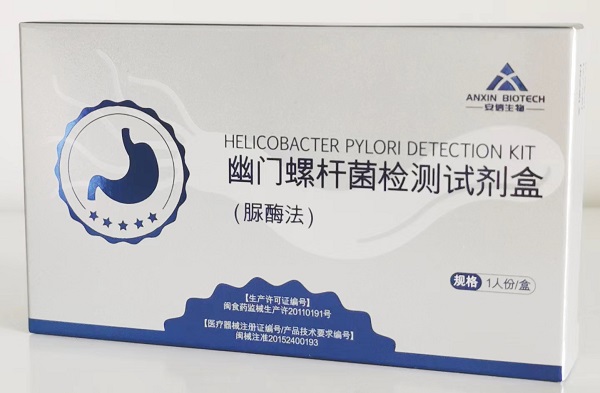 ANXIN BIOTECH
安信生物
HELICOBACTER PYLORI DETECTION KIT
幽门螺杆菌检测试剂盒
(脲酶法)
规格 1人份/盒
【生产许可证编号】
闽食药监械生产许20110191号
【医疗器械注册证编号/产品技术要求编号】
闽械注准20152400193